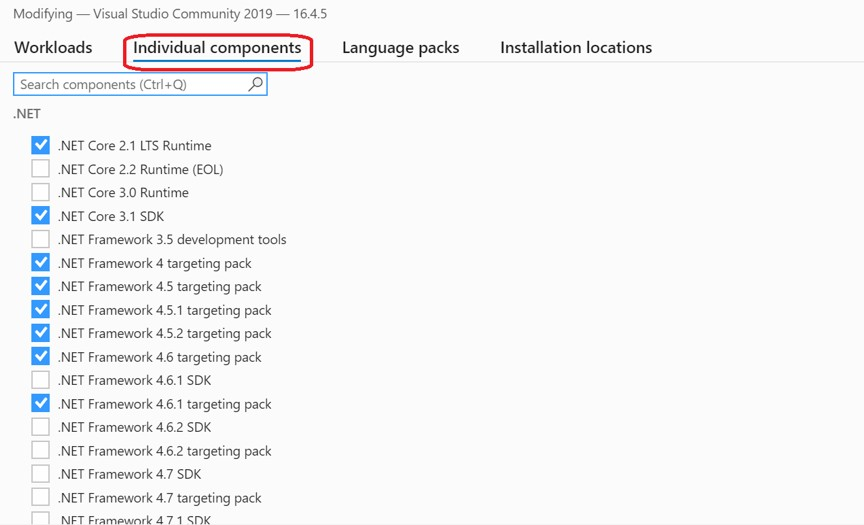 Modifying — Visual Studio Community 2019 — 16.4.5
Workloads Individual components Language packs Installation locations
Search components (Ctrl+Q)
.NET
.NET Core 2.1 LTS Runtime
.NET Core 2.2 Runtime (EOL)
.NET Core 3.0 Runtime
.NET Core 3.1 SDK
.NET Framework 3.5 development tools
.NET Framework 4 targeting pack
.NET Framework 4.5 targeting pack
.NET Framework 4.5.1 targeting pack
.NET Framework 4.5.2 targeting pack
.NET Framework 4.6 targeting pack
.NET Framework 4.6.1 SDK
.NET Framework 4.6.1 targeting pack
.NET Framework 4.6.2 SDK
.NET Framework 4.6.2 targeting pack
.NET Framework 4.7 SDK
.NET Framework 4.7 targeting pack
.NET Framework 4.7.1 SDK